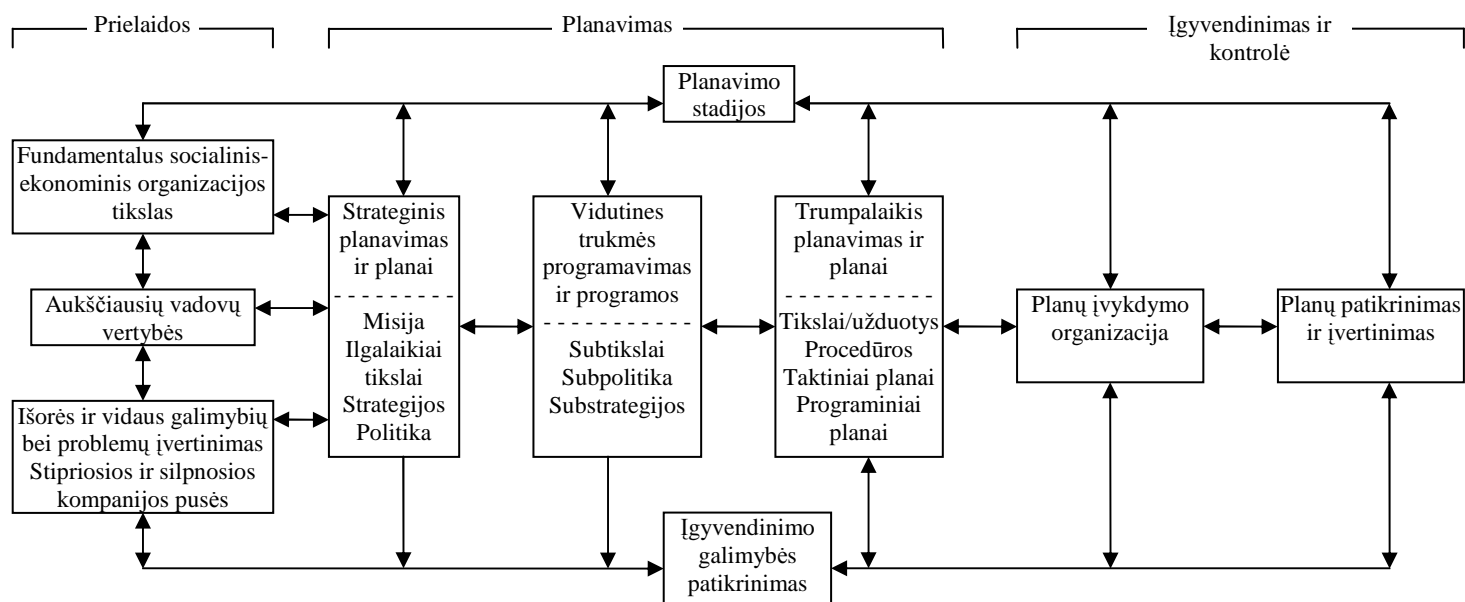 Prielaidos
Planavimas
Įgyvendinimas ir
kontrolė
Planavimo
stadijos
Fundamentalus socialinis-
ekonominis organizacijos
tikslas
Aukščiausių vadovų
vertybės
Išorės ir vidaus galimybių
bei problemų įvertinimas
Stipriosios ir silpnosios
kompanijos pusės
Strateginis
planavimas
ir planai
Misija
Ilgalaikiai
tikslai
Strategijos
Politika
Vidutines
trukmės
programavimas
ir programos
Subtikslai
Subpolitika
Substrategijos
Trumpalaikis
planavimas ir
planai
Tikslai/užduotys
Procedūros
Taktiniai planai
Programiniai
planai
Planų įvykdymo
organizacija
Planų patikrinimas
ir įvertinimas
Įgyvendinimo
galimybės
patikrinimas